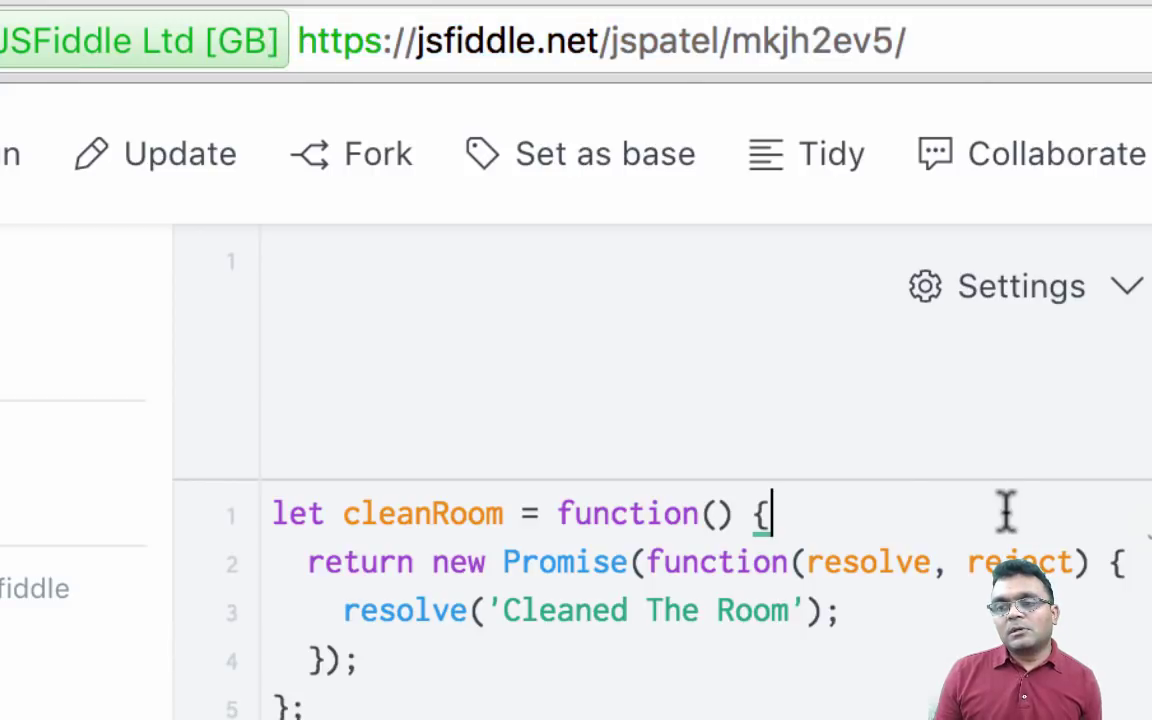 JSFiddle Ltd [GB] https://jsfiddle.net/jspatel/mkjh2ev5/
n Update Fork Set as base Tidy Collaborate
1
Settings
1 let cleanRoom = function() {
2 return new Promise(function(resolve, reject) {
fiddle
3 resolve('Cleaned The Room');
4 });
5 };